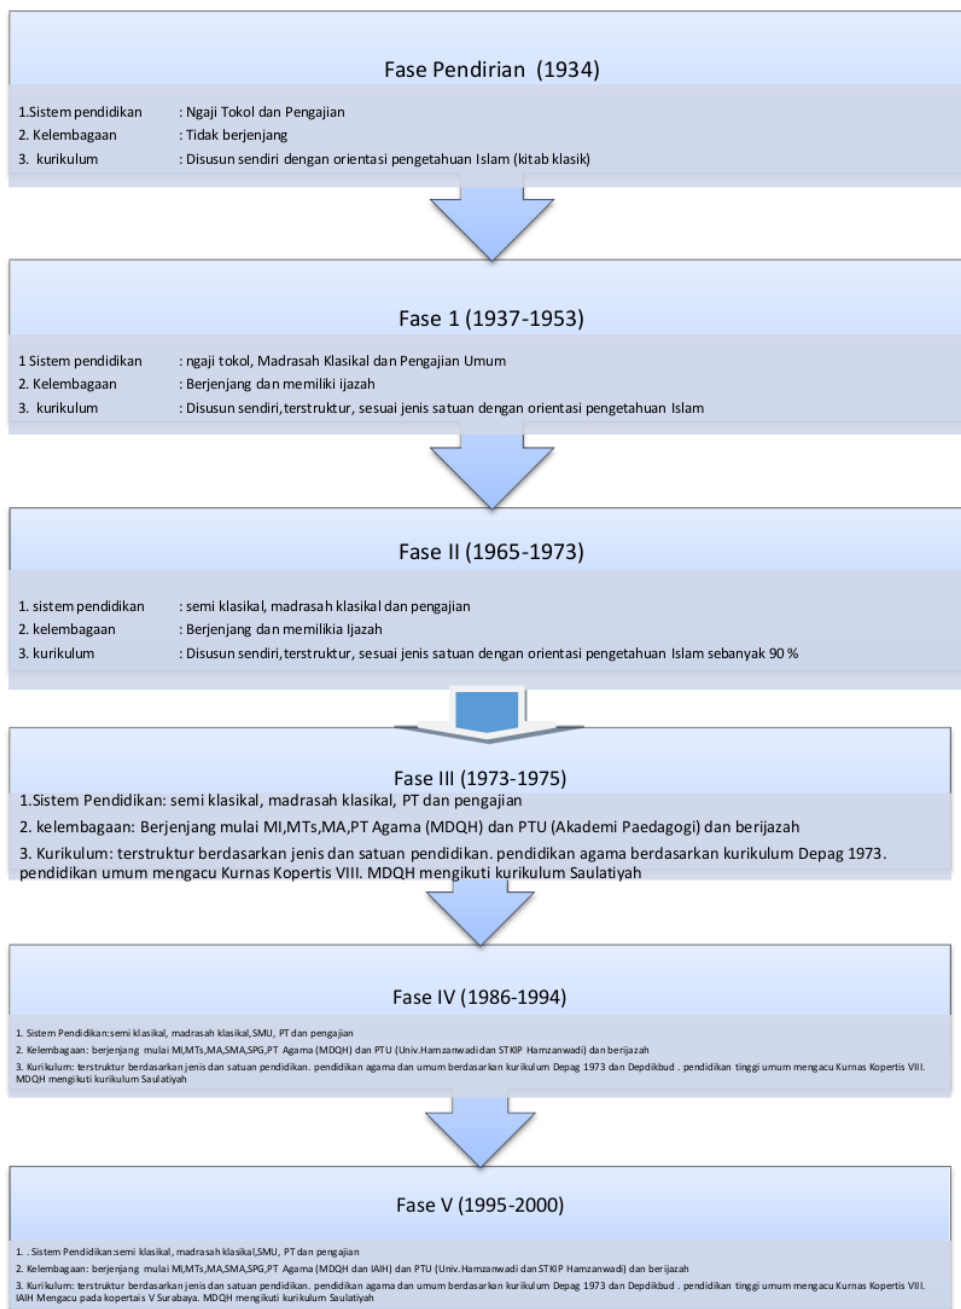 Fase Pendirian (1934)
1.Sistem pendidikan : Ngaji Tokol dan Pengajian
2. Kelembagaan : Tidak berjenjang
3. kurikulum : Disusun sendiri dengan orientasi pengetahuan Islam (kitab klasik)
Fase 1 (1937-1953)
1 Sistem pendidikan : ngaji tokol, Madrasah Klasikal dan Pengajian Umum
2. Kelembagaan : Berjenjang dan memiliki ijazah
3. kurikulum : Disusun sendiri,terstruktur, sesuai jenis satuan dengan orientasi pengetahuan Islam
Fase II (1965-1973)
1. sistem pendidikan : semi klasikal, madrasah klasikal dan pengajian
2. kelembagaan : Berjenjang dan memilikia Ijazah
3. kurikulum : Disusun sendiri,terstruktur, sesuai jenis satuan dengan orientasi pengetahuan Islam sebanyak 90 %
Fase III (1973-1975)
1.Sistem Pendidikan: semi klasikal, madrasah klasikal, PT dan pengajian
2. kelembagaan: Berjenjang mulai MI,MTs,MA,PT Agama (MDQH) dan PTU (Akademi Paedagogi) dan berijazah
3. Kurikulum: terstruktur berdasarkan jenis dan satuan pendidikan. pendidikan agama berdasarkan kurikulum Depag 1973.
pendidikan umum mengacu Kurnas Kopertis VIII. MDQH mengikuti kurikulum Saulatiyah
Fase IV (1986-1994)
1. Sistem Pendidikan:semi klasikal, madrasah klasikal,SMU, PT dan pengajian
2. Kelembagaan: berjenjang mulai MI,MTs,MA,SMA,SPG,PT Agama (MDQH) dan PTU (Univ.Hamzanwadi dan STKIP Hamzanwadi) dan berijazah
3. Kurikulum: terstruktur berdasarkan jenis dan satuan pendidikan. pendidikan agama dan umum berdasarkan kurikulum Depag 1973 dan Depdikbud . pendidikan tinggi umum mengacu Kurnas Kopertis VIII.
MDQH mengikuti kurikulum Saulatiyah
Fase V (1995-2000)
1. . Sistem Pendidikan:semi klasikal, madrasah klasikal,SMU, PT dan pengajian
2. Kelembagaan: berjenjang mulai MI,MTs,MA,SMA,SPG,PT Agama (MDQH dan IAIH) dan PTU (Univ.Hamzanwadi dan STKIP Hamzanwadi) dan berijazah
3. Kurikulum: terstruktur berdasarkan jenis dan satuan pendidikan. pendidikan agama dan umum berdasarkan kurikulum Depag 1973 dan Depdikbud . pendidikan tinggi umum mengacu Kurnas Kopertis VIII.
IAIH Mengacu pada kopertais V Surabaya. MDQH mengikuti kurikulum Saulatiyah